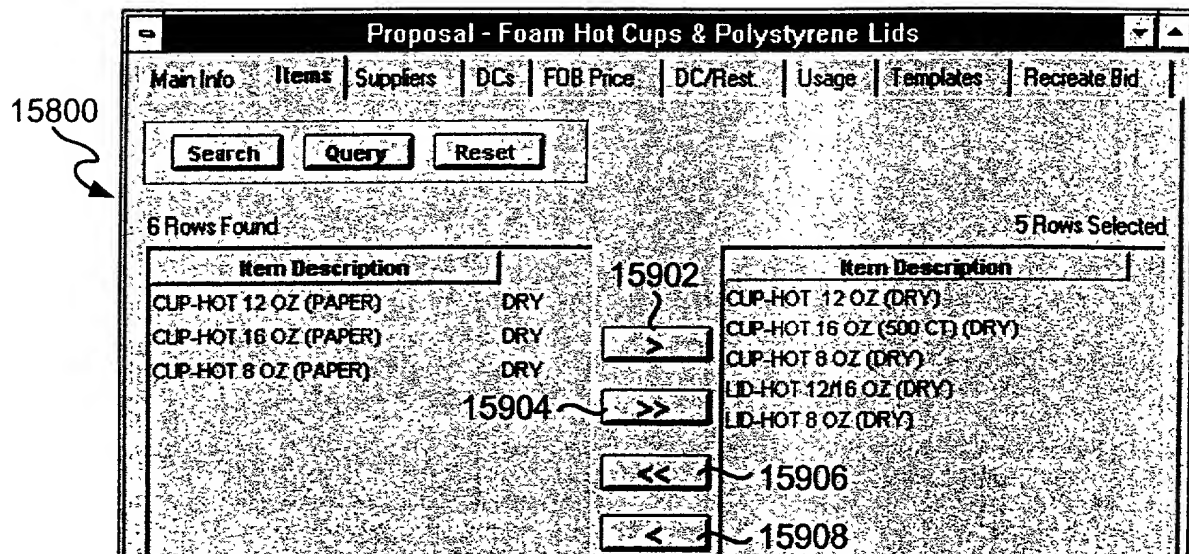 Proposal - Foam Hot Cups & Polystyrene Lids
Main Info Items Suppliers DCs FOB Price DC/Rest. Usage Templates Recreate Bid
15800
Search Query Reset
6 Rows Found
5 Rows Selected
Item Description
CUP-HOT 12 OZ (PAPER) DRY
CUP-HOT 16 OZ (PAPER) DRY
CUP-HOT 8 OZ (PAPER) DRY
15902
>
15904
>>
<<
15906
<
15908
Item Description
CUP-HOT 12 OZ (DRY)
CUP-HOT 16 OZ (500 CT) (DRY)
CUP-HOT 8 OZ (DRY)
LID-HOT 12/16 OZ (DRY)
LID-HOT 8 OZ (DRY)